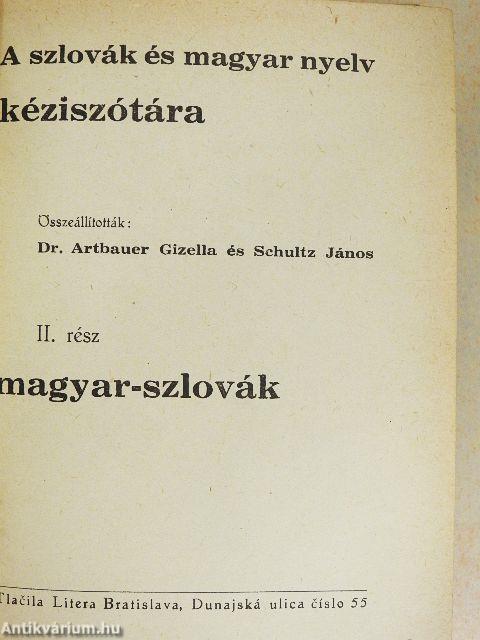 A szlovák és magyar nyelv
kéziszótára
Összeállították:
Dr. Artbauer Gizella és Schultz János
II. rész
magyar-szlovák
Tlačila Litera Bratislava, Dunajská ulica číslo 55
Antikvárium.hu